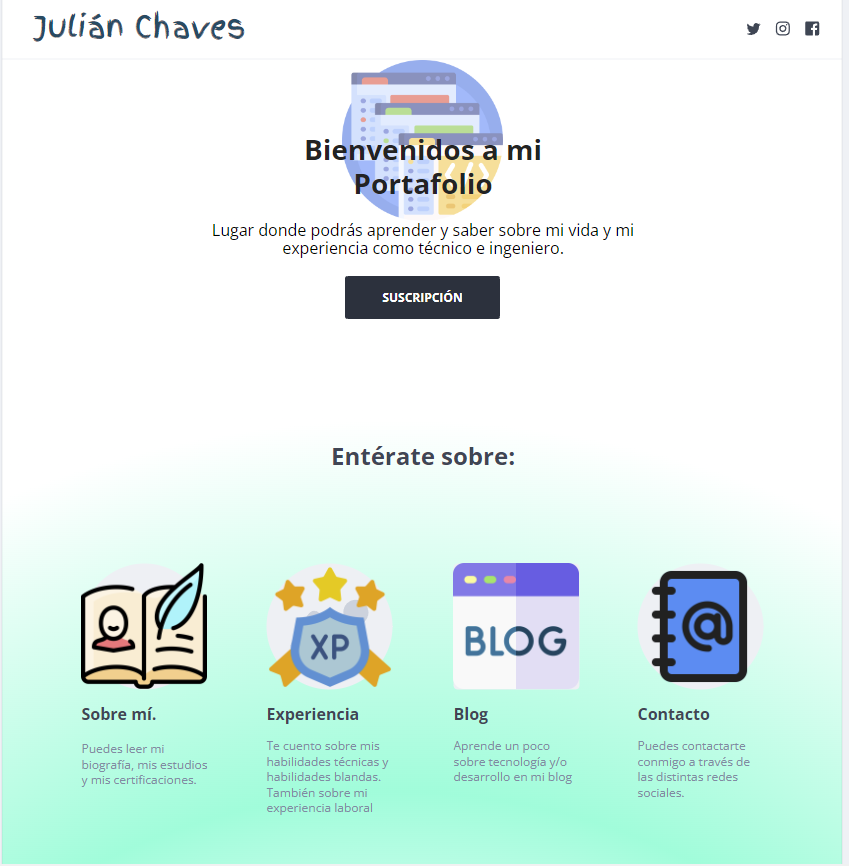 Julián Chaves
Bienvenidos a mi
Portafolio
Lugar donde podrás aprender y saber sobre mi vida y mi
experiencia como técnico e ingeniero.
SUSCRIPCIÓN
Entérate sobre:
XP
BLOG
@
Sobre mí.
Puedes leer mi
biografía, mis estudios
y mis certificaciones.
Experiencia
Te cuento sobre mis
habilidades técnicas y
habilidades blandas.
También sobre mi
experiencia laboral
Blog
Aprende un poco
sobre tecnología y/o
desarrollo en mi blog
Contacto
Puedes contactarte
conmigo a través de
las distintas redes
sociales.